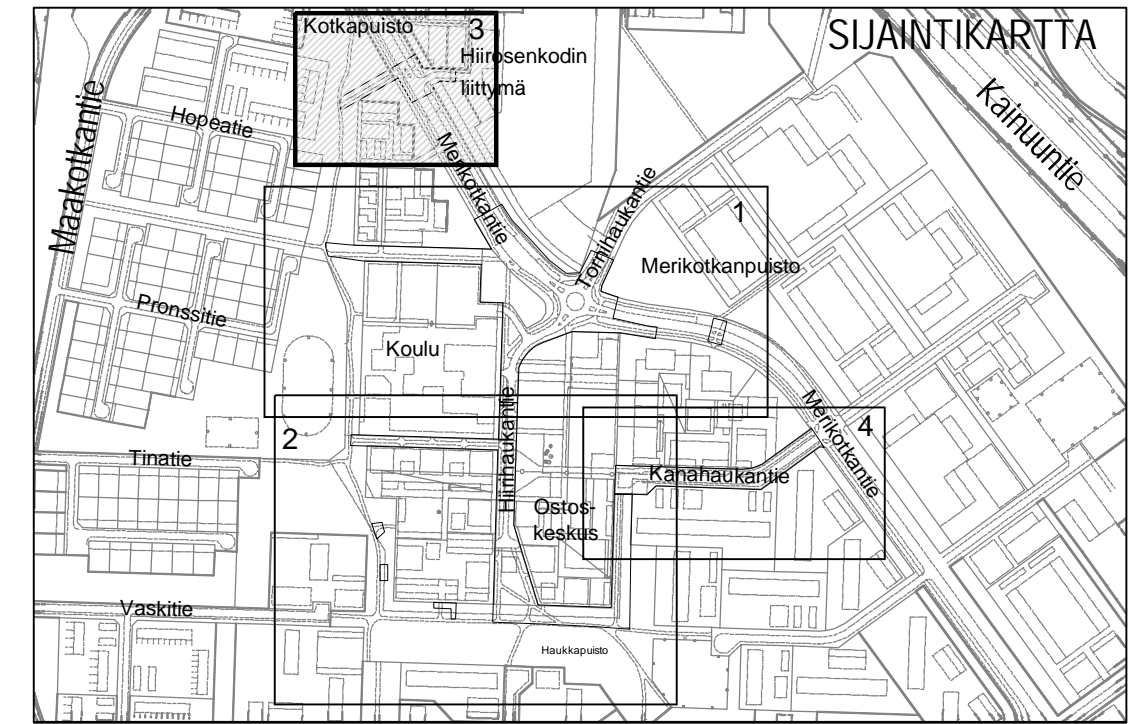 SIJAINTIKARTTA
Kotkapuisto
3
Hiirosenkodin
liittymä
Maakotkantie
Hopeatie
Merikotkantie
Kainuuntie
Tornihaukantie
1
Merikotkanpuisto
Pronssitie
Koulu
Hiirihaukantie
Merikotkantie
4
2
Tinatie
Kanahaukantie
Ostos-
keskus
Vaskitie
Haukkapuisto